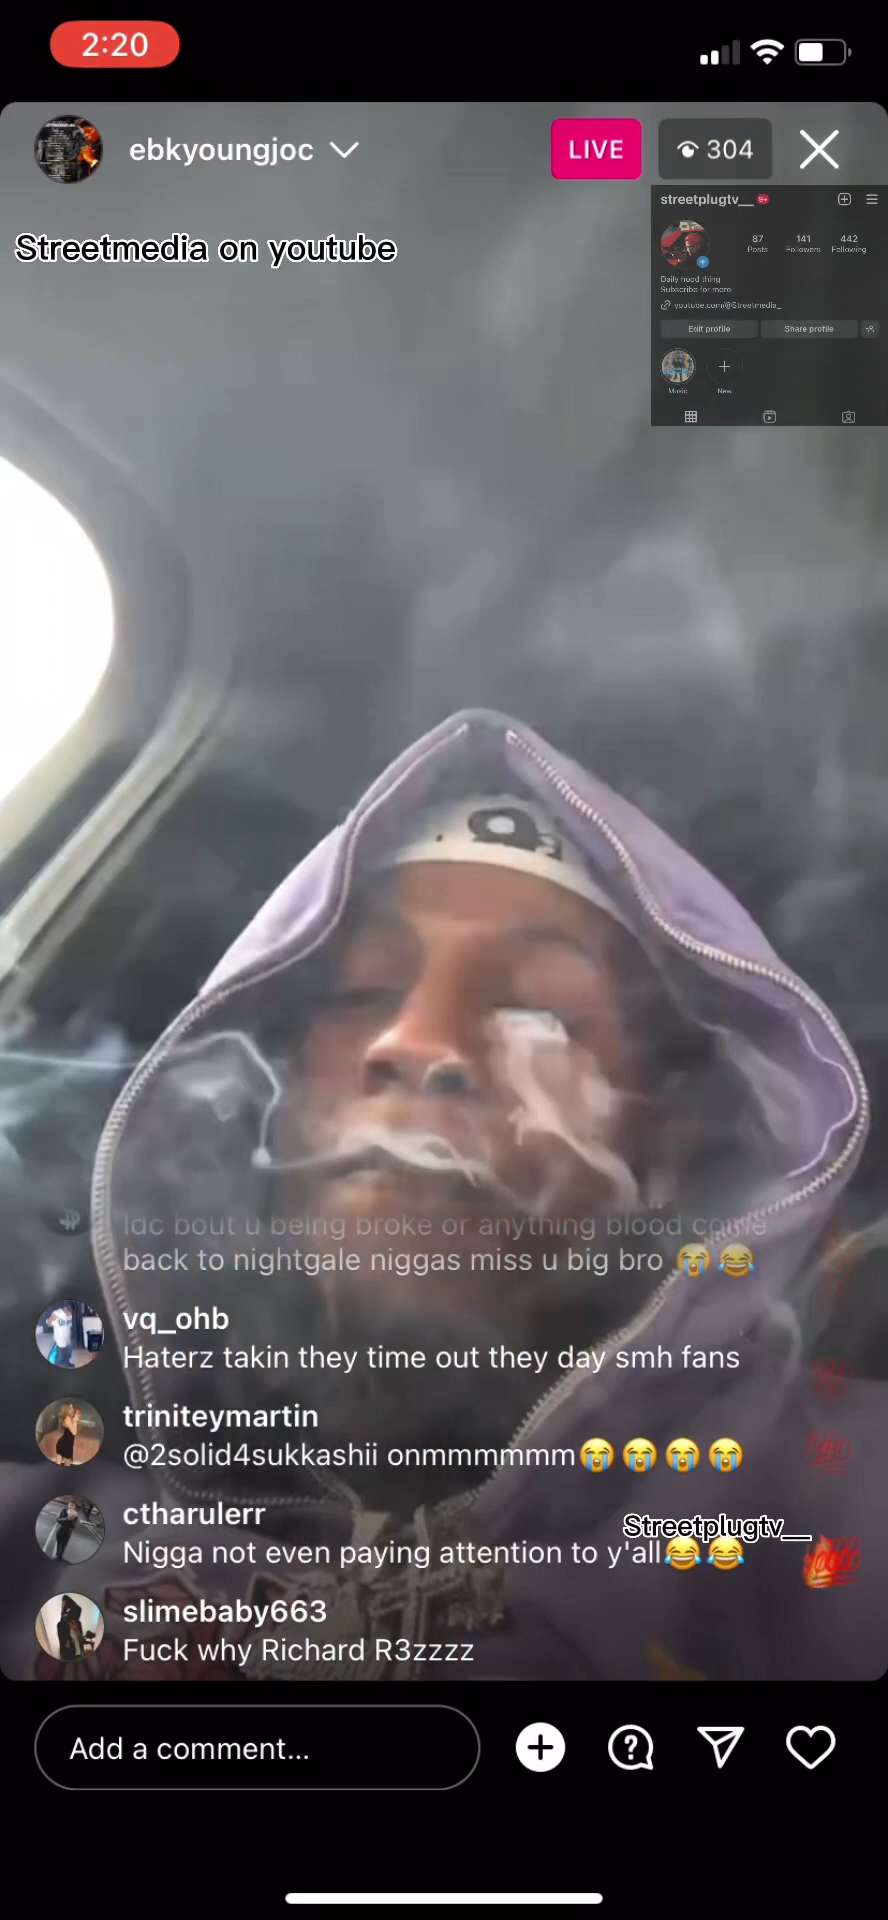 2:20
ebkyoungjoc
LIVE
304
streetplugtv__ 9+
Streetmedia on youtube
87 141 442
Posts Followers Following
Daily hood thing
Subscribe for more
youtube.com/@Streetmedia_
Edit profile Share profile
Music New
Idc bout u being broke or anything blood come
back to nightgale niggas miss u big bro 😭😂
vq_ohb
Haterz takin they time out they day smh fans
triniteymartin
@2solid4sukkashii onmmmmmm😭😭😭😭
ctharulerr
Streetplugtv__
Nigga not even paying attention to y'all😂😂
slimebaby663
Fuck why Richard R3zzzz
Add a comment...